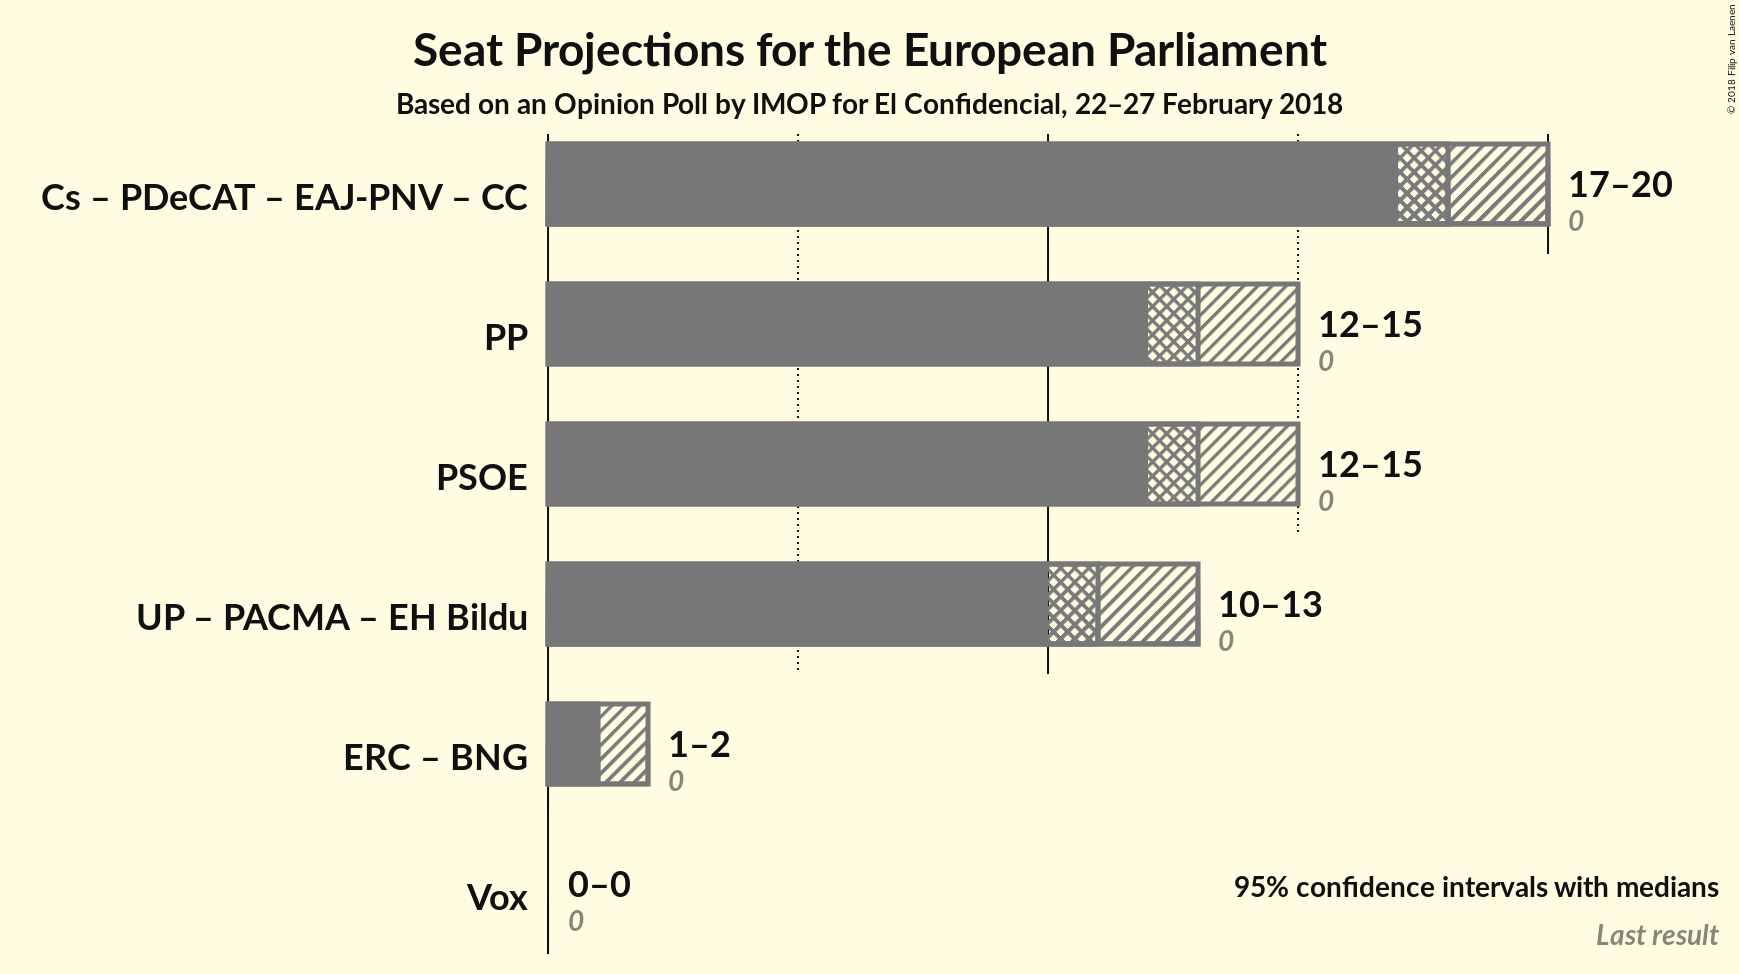 Seat Projections for the European Parliament
Based on an Opinion Poll by IMOP for El Confidencial, 22–27 February 2018
© 2018 Filip van Laenen
Cs – PDeCAT – EAJ-PNV – CC
17–20
0
PP
12–15
0
PSOE
12–15
0
UP – PACMA – EH Bildu
10–13
0
ERC – BNG
1–2
0
Vox
0–0
0
95% confidence intervals with medians
Last result